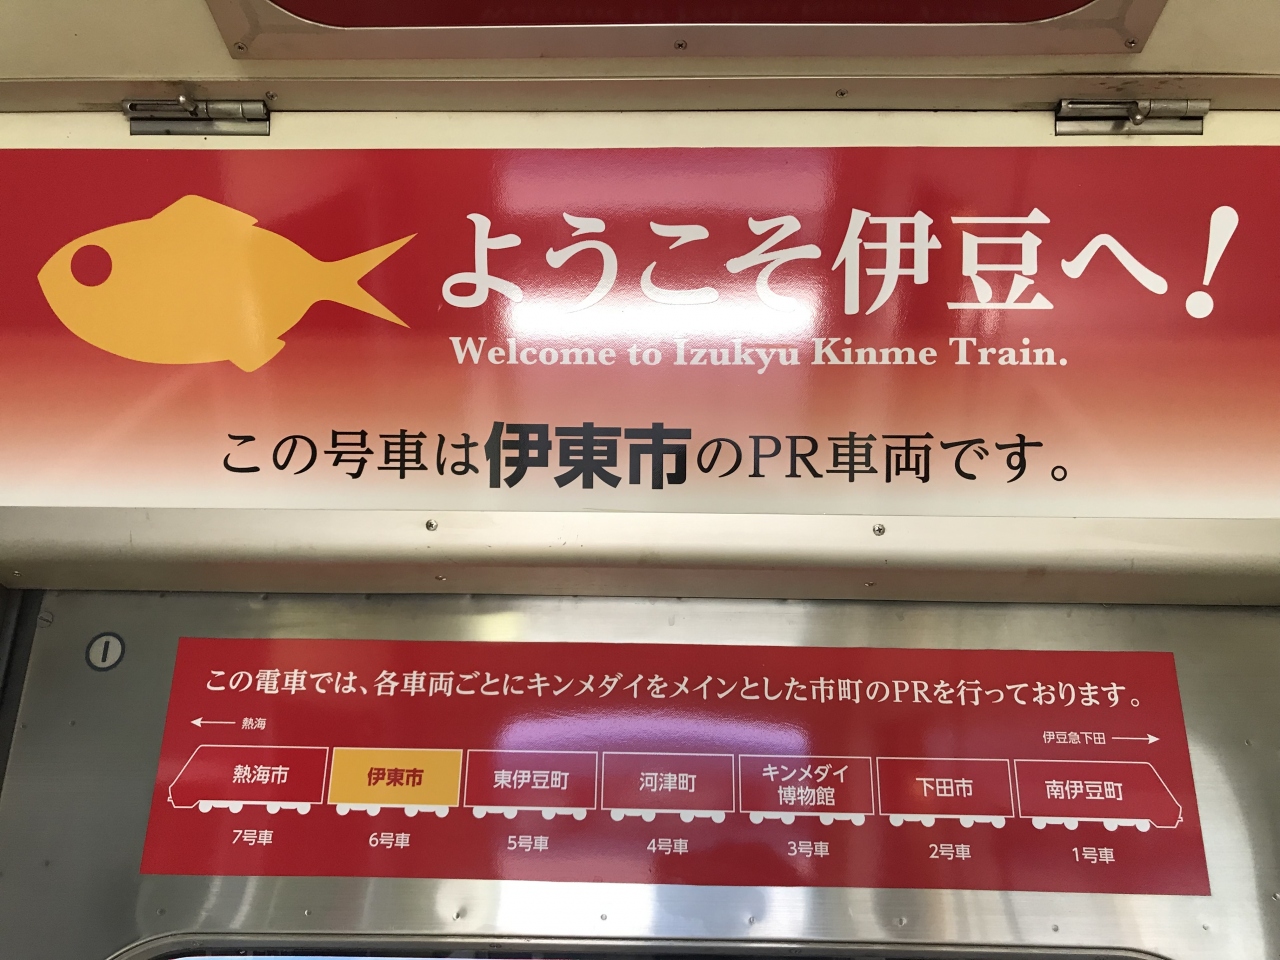 ようこそ伊豆へ!
Welcome to Izukyu Kinme Train.
この号車は伊東市のPR車両です。
この電車では、各車両ごとにキンメダイをメインとした市町のPRを行っております。
← 熱海
伊豆急下田 →
熱海市 伊東市 東伊豆町 河津町 キンメダイ博物館 下田市 南伊豆町
7号車 6号車 5号車 4号車 3号車 2号車 1号車